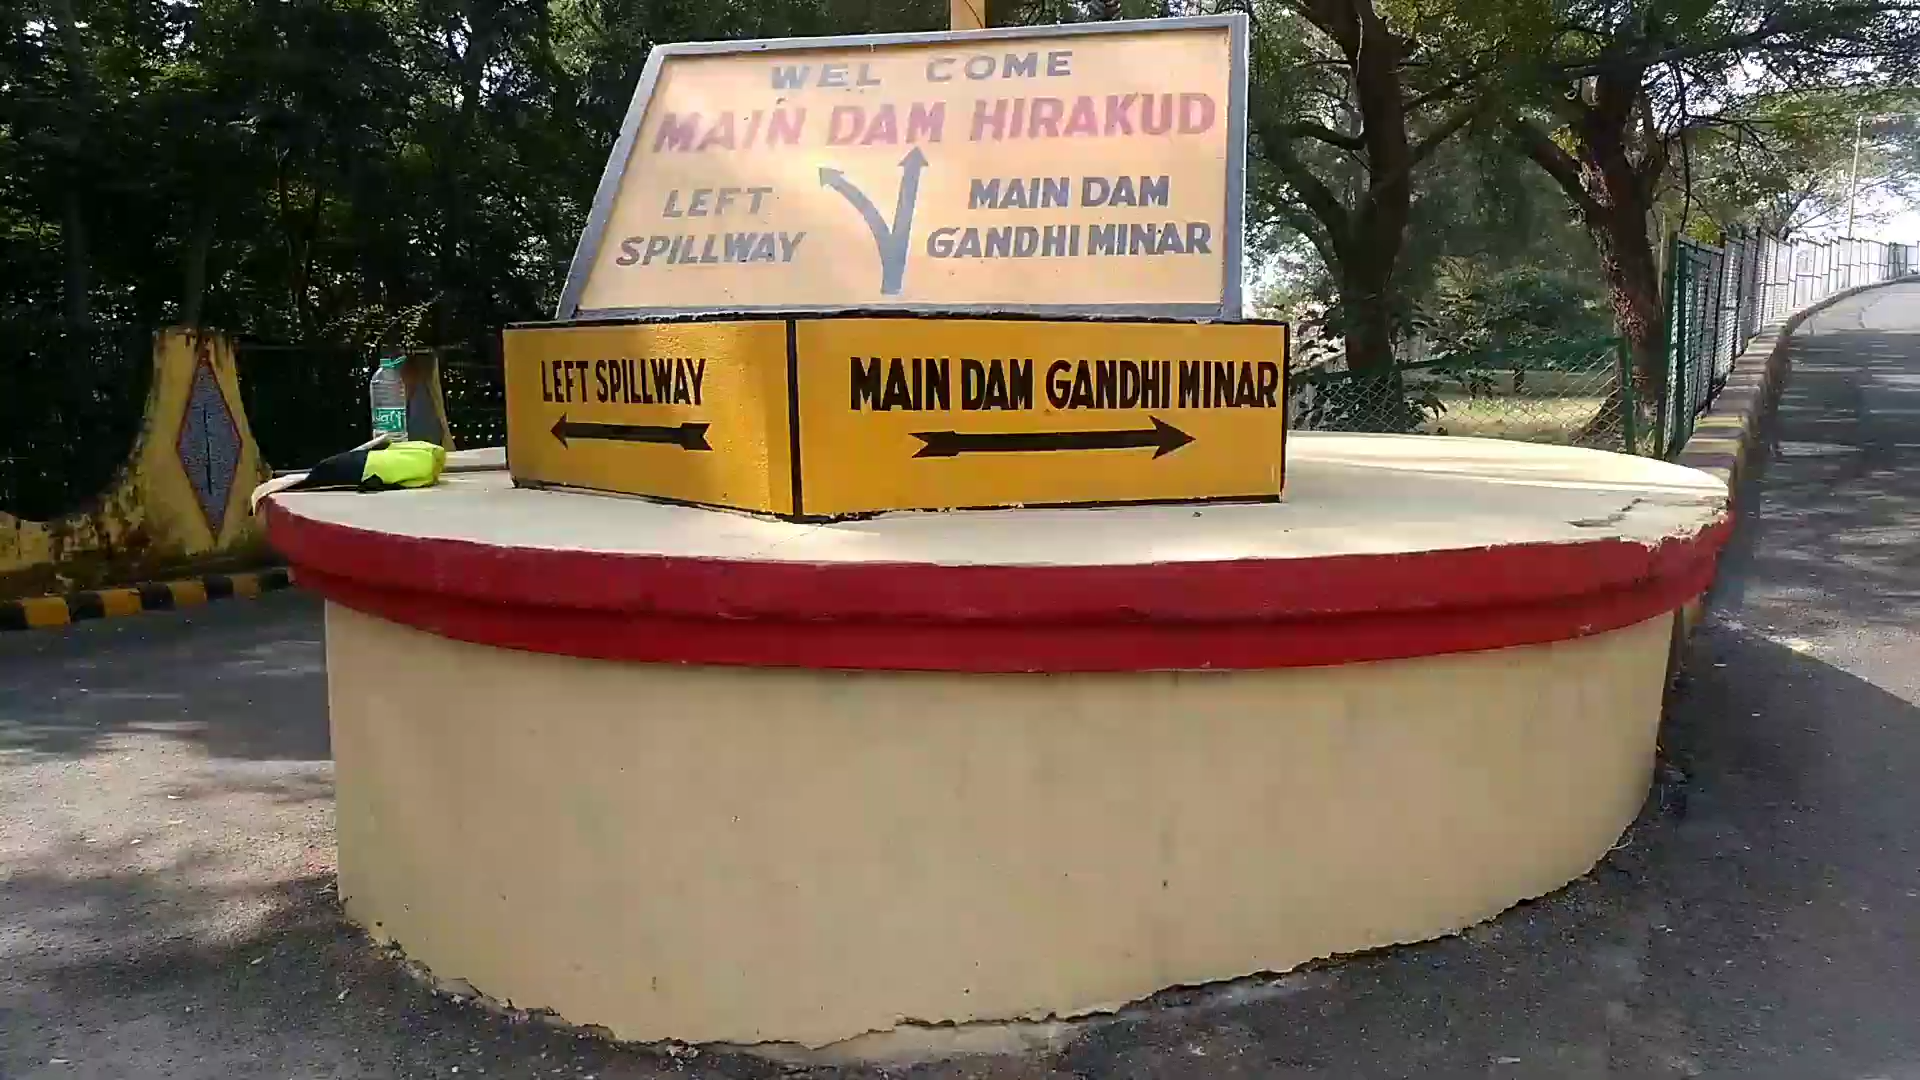 WEL COME
MAIN DAM HIRAKUD
LEFT
SPILLWAY
MAIN DAM
GANDHI MINAR
LEFT SPILLWAY
MAIN DAM GANDHI MINAR